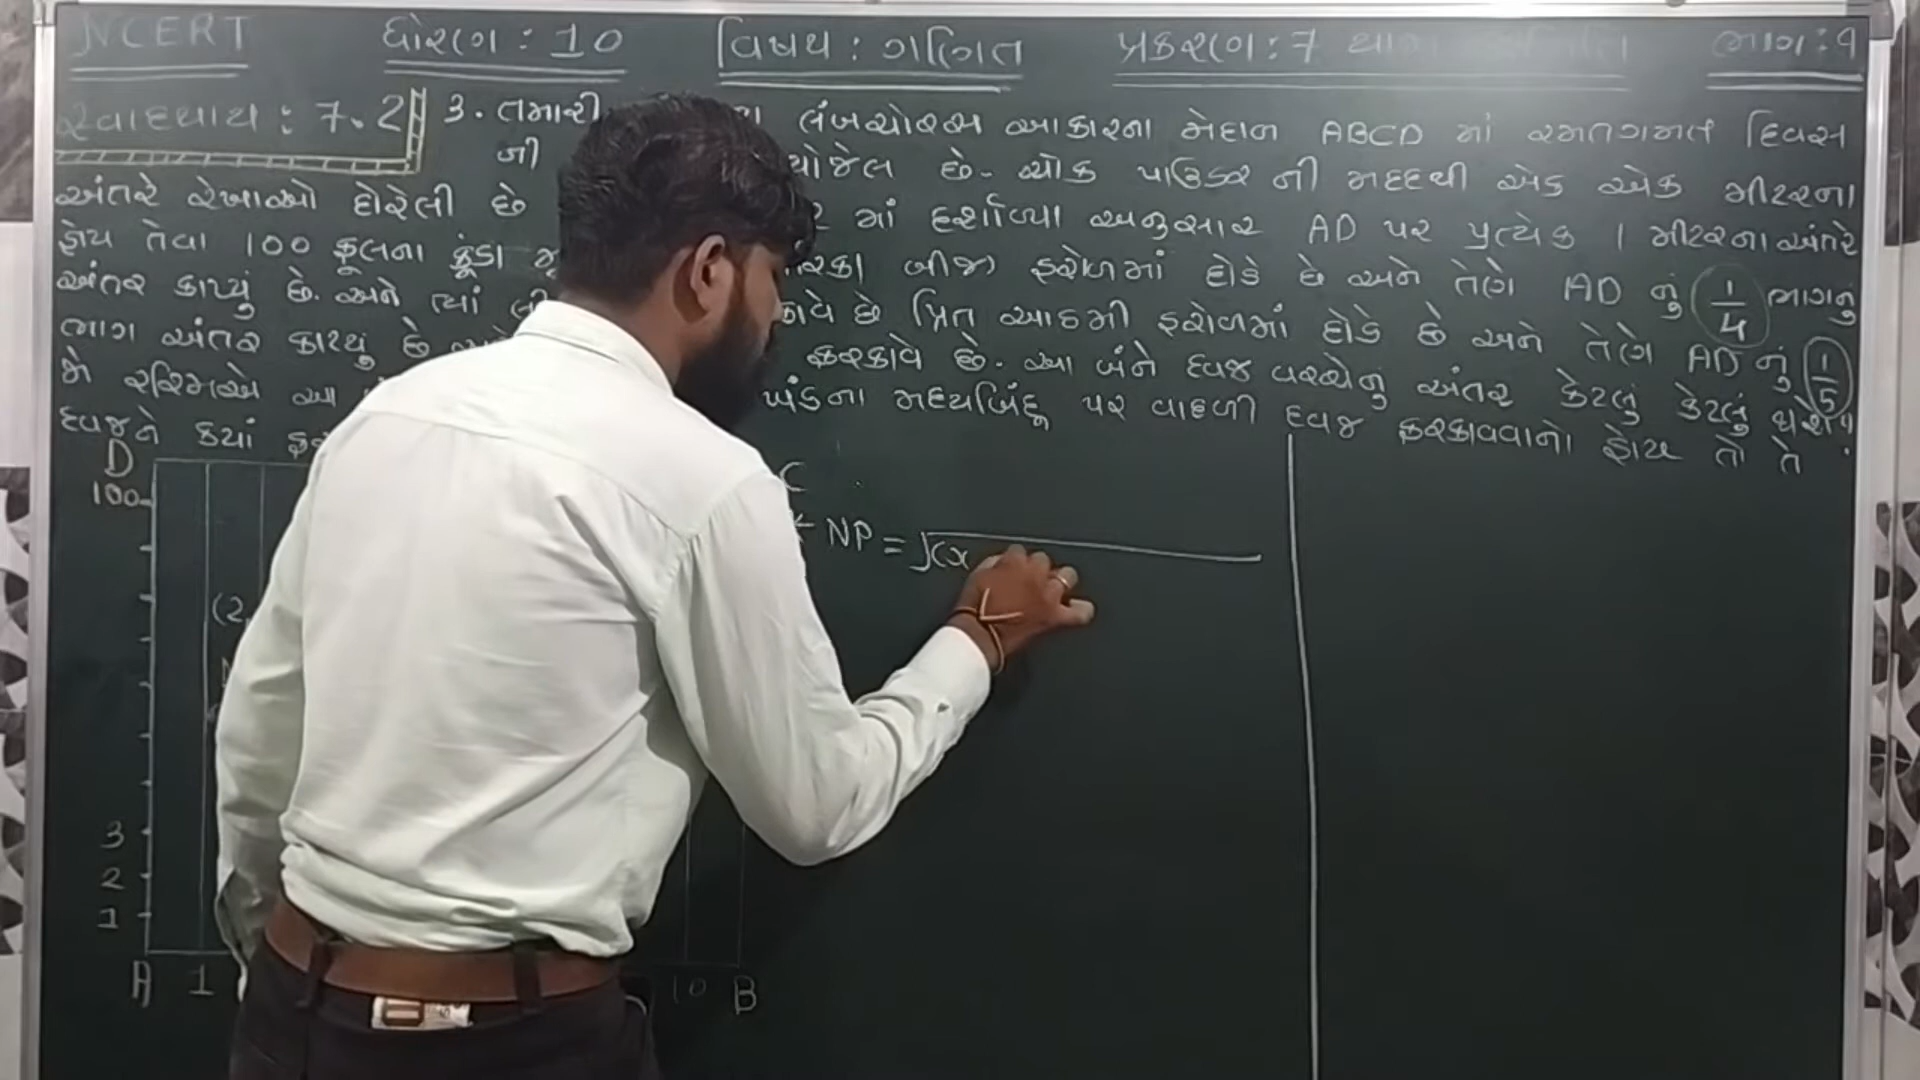 NCERT ધોરણ : 10 વિષય : ગણિત પ્રકરણ : 7 ભાગ : 9
સ્વાધ્યાય : 7.2 3. તમારી લંબચોરસ આકારના મેદાન ABCD માં રમતગમત દિવસ
ની યોજેલ છે. ચોક પાઉડર ની મદદથી એક એક મીટરના
અંતરે રેખાઓ દોરેલી છે માં દર્શાવ્યા અનુસાર AD પર પ્રત્યેક 1 મીટરના અંતરે
હોય તેવા 100 ફૂલના કૂંડા બીજી હરોળમાં દોડે છે અને તેણે AD નું 1/4 ભાગનું
અંતર કાપ્યું છે. અને ત્યાં પ્રિત આઠમી હરોળમાં દોડે છે અને તેણે AD નું 1/5
ભાગ અંતર કાપ્યું છે ફરકાવે છે. આ બંને ધ્વજ વચ્ચેનું અંતર કેટલું કેટલું થશે?
જો રશ્મિએ આ ખંડના મધ્યબિંદુ પર વાદળી ધ્વજ ફરકાવવાનો હોય તો તે
ધ્વજને ક્યાં
D C
100
NP = √(x
(2,
3
2
1
A 1 10 B